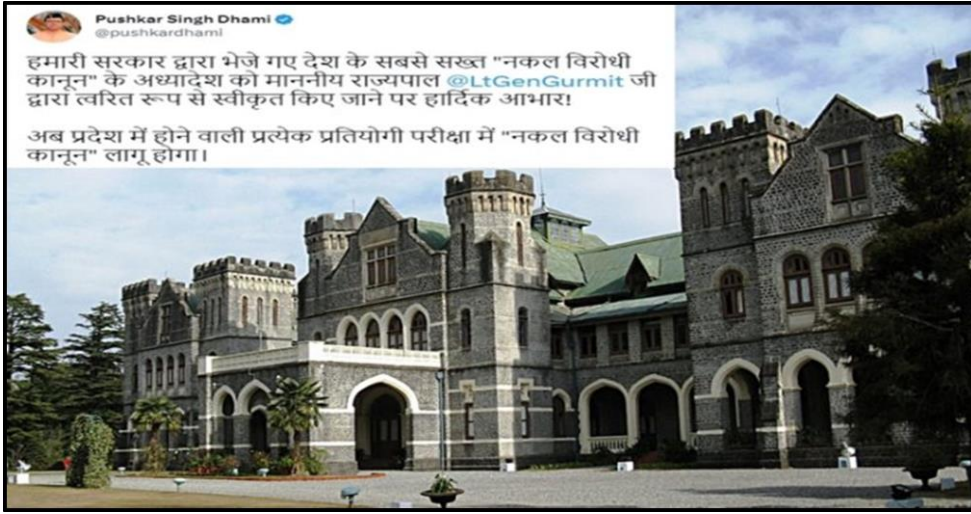 Pushkar Singh Dhami
@pushkardhami
हमारी सरकार द्वारा भेजे गए देश के सबसे सख्त "नकल विरोधी
कानून" के अध्यादेश को माननीय राज्यपाल @LtGenGurmit जी
द्वारा त्वरित रूप से स्वीकृत किए जाने पर हार्दिक आभार!
अब प्रदेश में होने वाली प्रत्येक प्रतियोगी परीक्षा में "नकल विरोधी
कानून" लागू होगा।